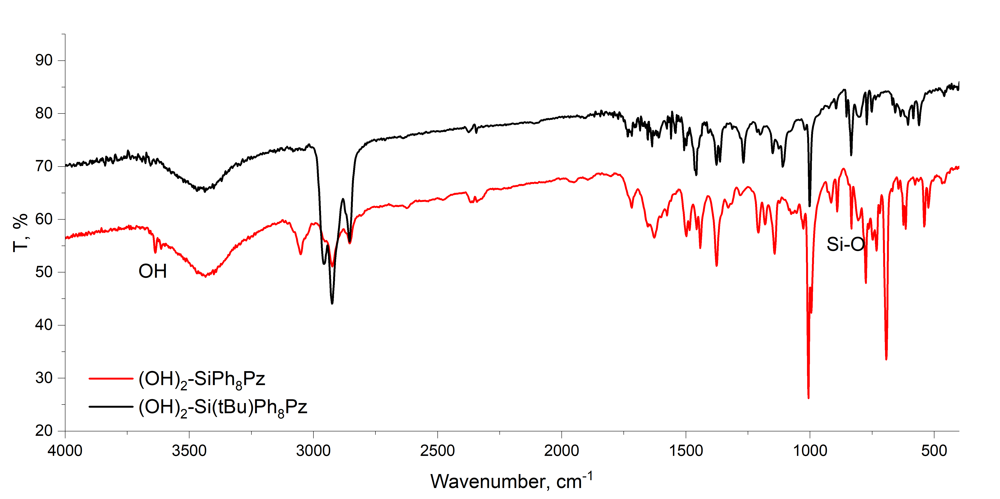 90
80
70
60
50
40
30
20
T, %
OH
Si-O
(OH)₂-SiPh₈Pz
(OH)₂-Si(tBu)Ph₈Pz
4000 3500 3000 2500 2000 1500 1000 500
Wavenumber, cm⁻¹